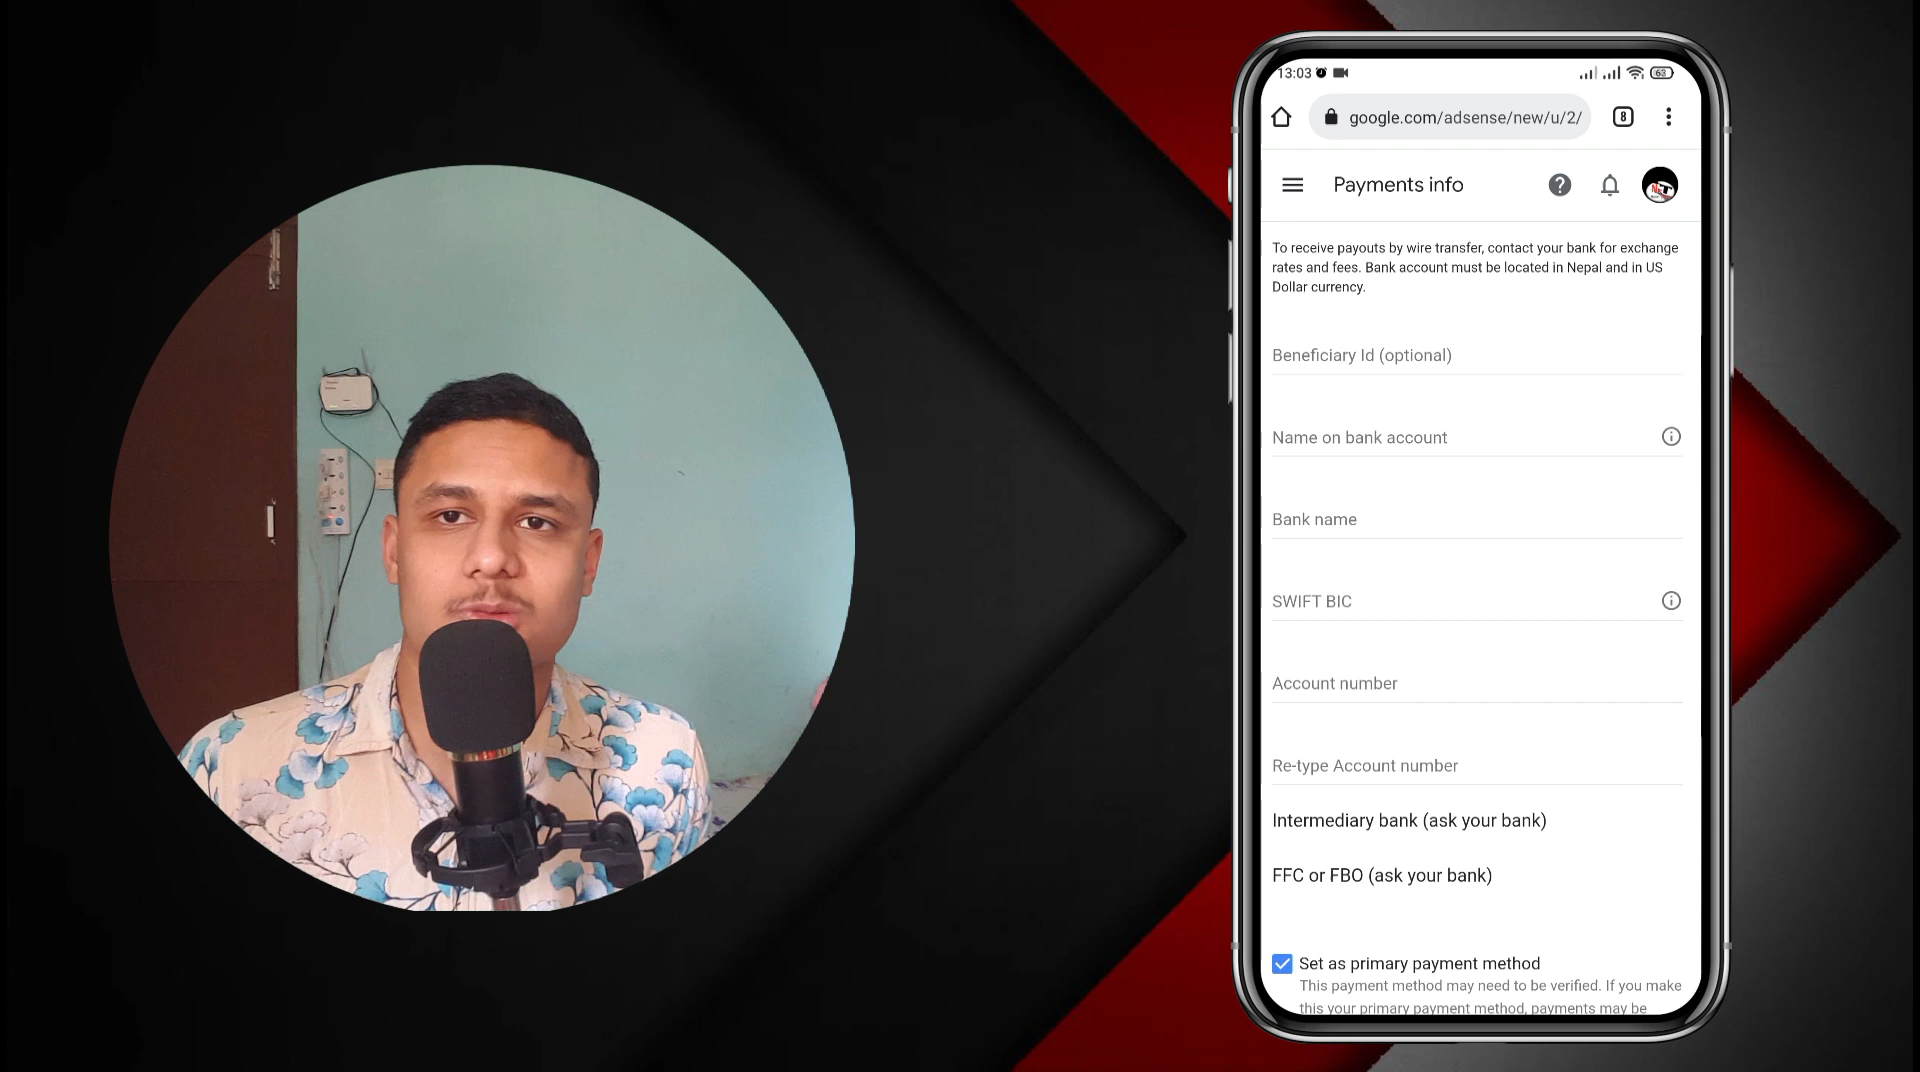 13:03
63
google.com/adsense/new/u/2/
8
Payments info
To receive payouts by wire transfer, contact your bank for exchange
rates and fees. Bank account must be located in Nepal and in US
Dollar currency.
Beneficiary Id (optional)
Name on bank account
Bank name
SWIFT BIC
Account number
Re-type Account number
Intermediary bank (ask your bank)
FFC or FBO (ask your bank)
Set as primary payment method
This payment method may need to be verified. If you make
this your primary payment method, payments may be